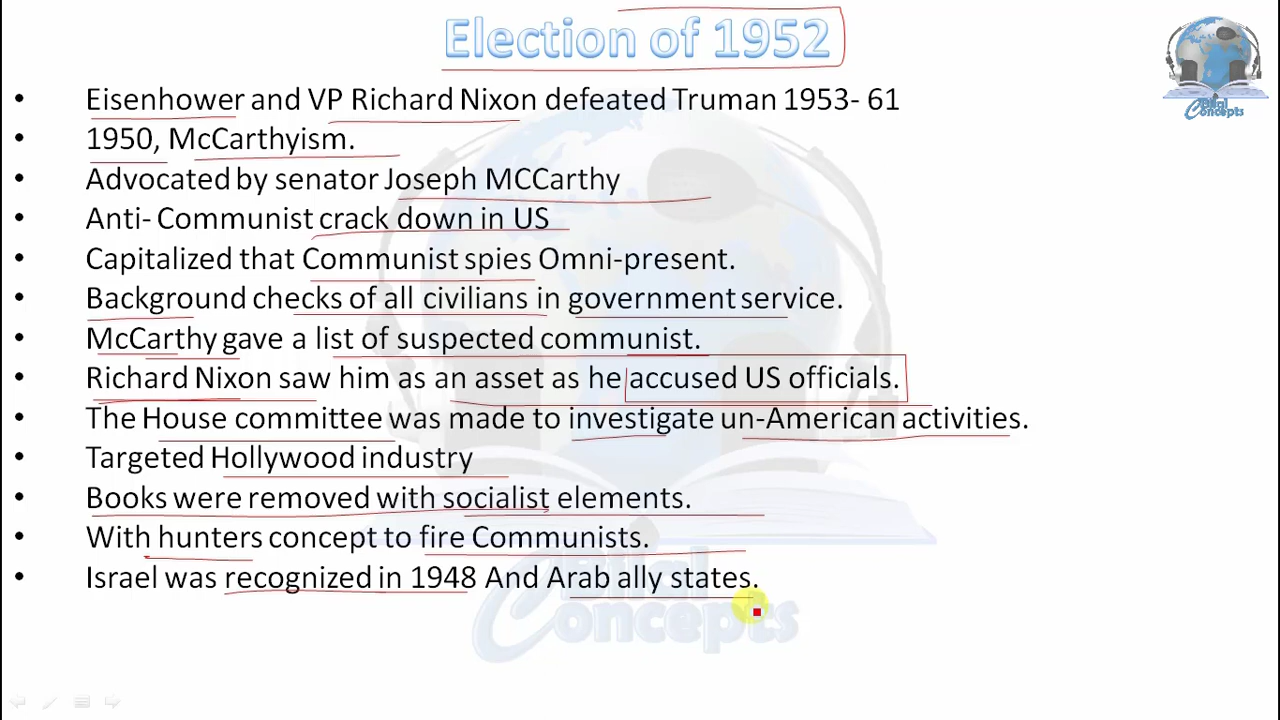 Election of 1952
• Eisenhower and VP Richard Nixon defeated Truman 1953- 61
• 1950, McCarthyism.
• Advocated by senator Joseph MCCarthy
• Anti- Communist crack down in US
• Capitalized that Communist spies Omni-present.
• Background checks of all civilians in government service.
• McCarthy gave a list of suspected communist.
• Richard Nixon saw him as an asset as he accused US officials.
• The House committee was made to investigate un-American activities.
• Targeted Hollywood industry
• Books were removed with socialist elements.
• With hunters concept to fire Communists.
• Israel was recognized in 1948 And Arab ally states.
Bilal
Concepts
Bilal
Concepts